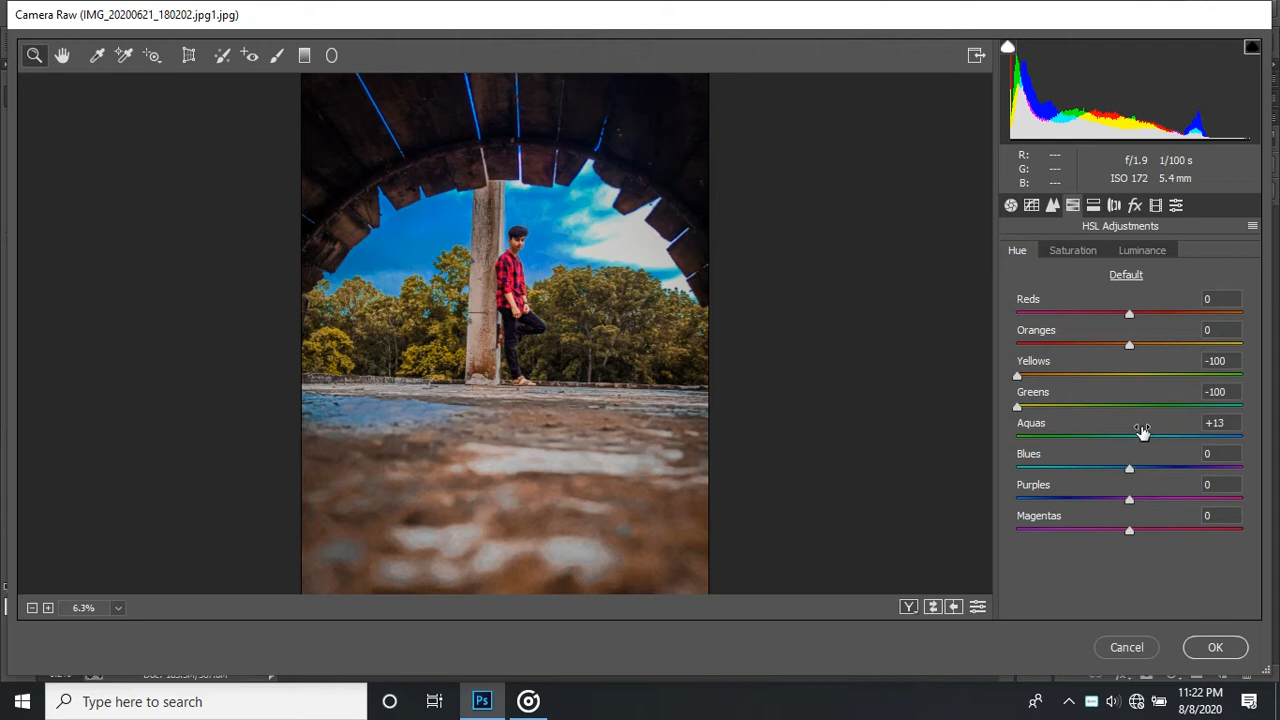 Camera Raw (IMG_20200621_180202.jpg1.jpg)
R: ---
G: ---
B: ---
f/1.9 1/100 s
ISO 172 5.4 mm
fx
HSL Adjustments
Hue Saturation Luminance
Default
Reds 0
Oranges 0
Yellows -100
Greens -100
Aquas +13
Blues 0
Purples 0
Magentas 0
6.3%
Y
Cancel OK
Type here to search
Ps
11:22 PM
8/8/2020